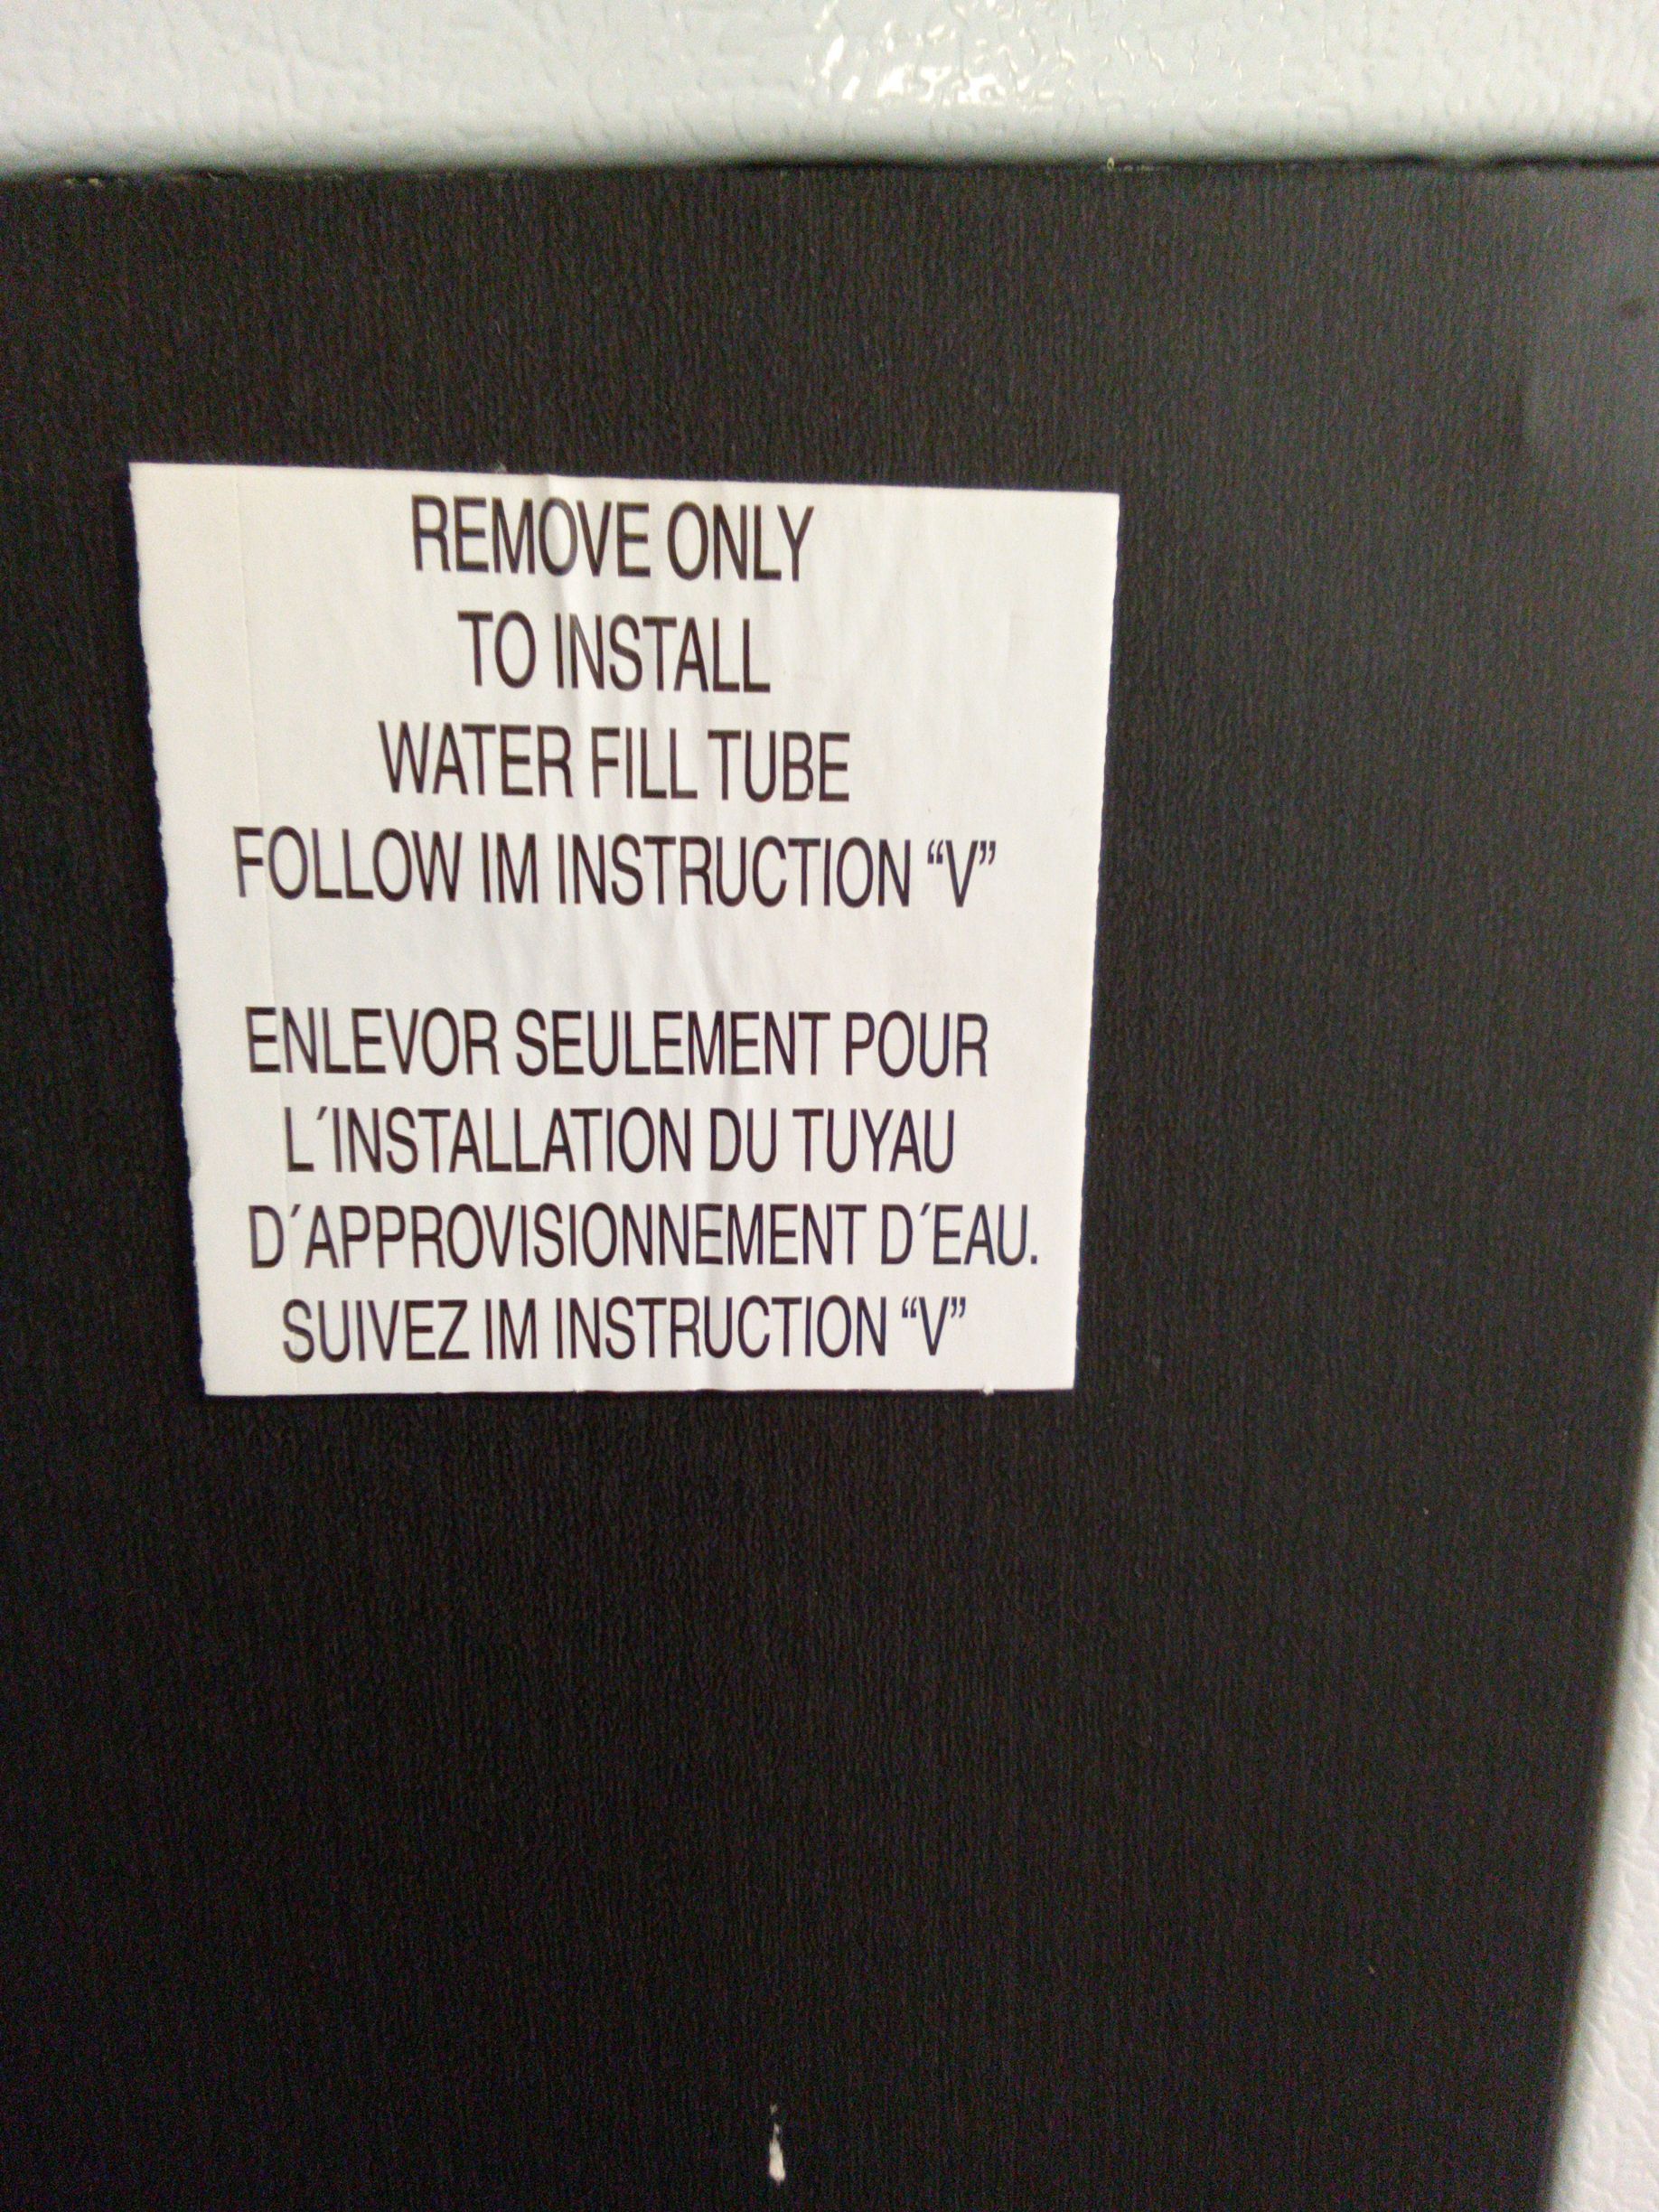 REMOVE ONLY
TO INSTALL
WATER FILL TUBE
FOLLOW IM INSTRUCTION “V”
ENLEVOR SEULEMENT POUR
L´INSTALLATION DU TUYAU
D´APPROVISIONNEMENT D´EAU.
SUIVEZ IM INSTRUCTION “V”